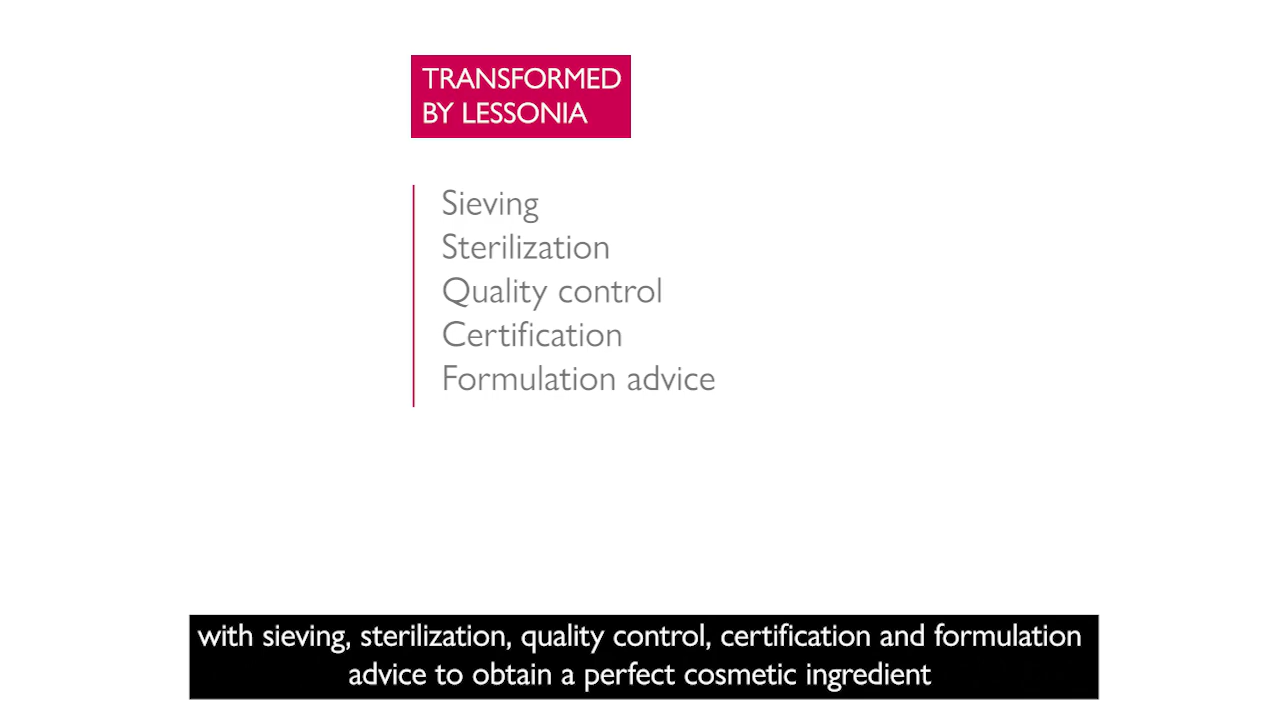 TRANSFORMED
BY LESSONIA
Sieving
Sterilization
Quality control
Certification
Formulation advice
with sieving, sterilization, quality control, certification and formulation
advice to obtain a perfect cosmetic ingredient